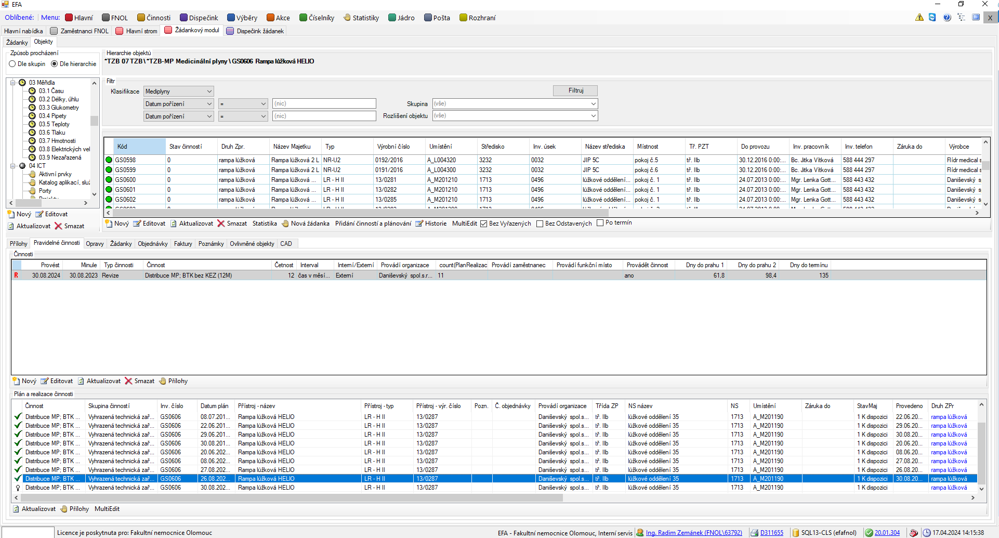 EFA
Oblíbené: Menu: Hlavní FNOL Činnosti Dispečink Výběry Akce Číselníky Statistiky Jádro Pošta Rozhraní
Hlavní nabídka Zaměstnanci FNOL Hlavní strom Žádankový modul Dispečink žádanek
Žádanky Objekty
Způsob procházení
Dle skupin Dle hierarchie
Hierarchie objektů
*TZB 07 TZB \ *TZB-MP Medicinální plyny \ GS0606 Rampa lůžková HELIO
03 Měřidla
03.1 Času
03.2 Délky, úhlu
03.3 Glukometry
03.4 Pipety
03.5 Teploty
03.6 Tlaku
03.7 Hmotnosti
03.8 Elektrických vel
03.9 Nezařazená
04 ICT
Aktivní prvky
Katalog aplikací, služ
Porty
Nový Editovat
Aktualizovat Smazat
Filtr
Klasifikace Mediplyny Filtruj
Datum pořízení = (nic) Skupina (vše)
Datum pořízení = (nic) Rozlišení objektu (vše)
Kód Stav činností Druh Zpr. Název Majetku Typ Výrobní číslo Umístění Středisko Inv. úsek Název střediska Místnost Tř. PZT Do provozu Inv. pracovník Inv. telefon Záruka do Výrobce
GS0598 0 rampa lůžková Rampa lůžková 2 L NR-U2 0192/2016 A_L004320 3232 0032 JIP 5C pokoj č.5 tř. IIb 30.12.2016 0:00:... Bc. Jitka Vítková 588 444 297 Flídr medical s
GS0599 0 rampa lůžková Rampa lůžková 2 L NR-U2 0191/2016 A_L004300 3232 0032 JIP 5C pokoj č.6 tř. IIb 30.12.2016 0:00:... Bc. Jitka Vítková 588 444 297 Flídr medical s
GS0600 0 rampa lůžková Rampa lůžková ... LR - H II 13/0281 A_M201210 1713 0496 lůžkové oddělení... pokoj č. 1 tř. IIb 24.07.2013 0:00:... Mgr. Lenka Gott... 588 443 432 Daniševský s
GS0601 0 rampa lůžková Rampa lůžková ... LR - H II 13/0282 A_M201210 1713 0496 lůžkové oddělení... pokoj č. 1 tř. IIb 24.07.2013 0:00:... Mgr. Lenka Gott... 588 443 432 Daniševský s
GS0602 0 rampa lůžková Rampa lůžková ... LR - H II 13/0285 A_M201210 1713 0496 lůžkové oddělení... pokoj č. 1 tř. IIb 24.07.2013 0:00:... Mgr. Lenka Gott... 588 443 432 Daniševský s
Nový Editovat Aktualizovat Smazat Statistika Nová žádanka Přidání činností a plánování Historie MultiEdit Bez Vyřazených Bez Odstavených Po termín
Přílohy Pravidelné činnosti Opravy Žádanky Objednávky Faktury Poznámky Ovlivněné objekty CAD
Činnosti
Provést Minule Typ činnosti Činnost Četnost Interval Interní/Externí Provádí organizace count(PlanRealizac Provádí zaměstnanec Provádí funkční místo Provádět činnost Dny do prahu 1 Dny do prahu 2 Dny do termínu
R 30.08.2024 30.08.2023 Revize Distribuce MP; BTK bez KEZ (12M) 12 čas v měsí... Externí Daniševský spol.s.r... 11 ano 61,8 98,4 135
Nový Editovat Aktualizovat Smazat Přílohy
Plán a realizace činnosti
Činnost Skupina činností Inv. číslo Datum plán Přístroj - název Přístroj - typ Přístroj - výr. číslo Pozn. Č. objednávky Provádí organizace Třída ZP NS název NS Umístění Záruka do StavMaj Provedeno Druh ZPr
Distribuce MP; BTK ... Vyhrazená technická zař... GS0606 08.07.201... Rampa lůžková HELIO LR - H II 13/0287 Daniševský spol.s... tř. IIb lůžkové oddělení 35 1713 A_M201190 1 K dispozici 22.06.20... rampa lůžková
Distribuce MP; BTK ... Vyhrazená technická zař... GS0606 22.06.201... Rampa lůžková HELIO LR - H II 13/0287 Daniševský spol.s... tř. IIb lůžkové oddělení 35 1713 A_M201190 1 K dispozici 29.06.20... rampa lůžková
Distribuce MP; BTK ... Vyhrazená technická zař... GS0606 29.06.201... Rampa lůžková HELIO LR - H II 13/0287 Daniševský spol.s... tř. IIb lůžkové oddělení 35 1713 A_M201190 1 K dispozici 30.08.20... rampa lůžková
Distribuce MP; BTK ... Vyhrazená technická zař... GS0606 30.08.201... Rampa lůžková HELIO LR - H II 13/0287 Daniševský spol.s... tř. IIb lůžkové oddělení 35 1713 A_M201190 1 K dispozici 20.06.20... rampa lůžková
Distribuce MP; BTK ... Vyhrazená technická zař... GS0606 20.06.202... Rampa lůžková HELIO LR - H II 13/0287 Daniševský spol.s... tř. IIb lůžkové oddělení 35 1713 A_M201190 1 K dispozici 08.06.20... rampa lůžková
Distribuce MP; BTK ... Vyhrazená technická zař... GS0606 08.06.202... Rampa lůžková HELIO LR - H II 13/0287 Daniševský spol.s... tř. IIb lůžkové oddělení 35 1713 A_M201190 1 K dispozici 27.08.20... rampa lůžková
Distribuce MP; BTK ... Vyhrazená technická zař... GS0606 27.08.202... Rampa lůžková HELIO LR - H II 13/0287 Daniševský spol.s... tř. IIb lůžkové oddělení 35 1713 A_M201190 1 K dispozici 26.08.20... rampa lůžková
Distribuce MP; BTK ... Vyhrazená technická zař... GS0606 26.08.202... Rampa lůžková HELIO LR - H II 13/0287 Daniševský spol.s... tř. IIb lůžkové oddělení 35 1713 A_M201190 1 K dispozici 30.08.20... rampa lůžková
Distribuce MP; BTK ... Vyhrazená technická zař... GS0606 30.08.202... Rampa lůžková HELIO LR - H II 13/0287 Daniševský spol.s... tř. IIb lůžkové oddělení 35 1713 A_M201190 1 K dispozici rampa lůžková
Aktualizovat Přílohy MultiEdit
Licence je poskytnuta pro: Fakultní nemocnice Olomouc EFA - Fakultní nemocnice Olomouc, Interní servis Ing. Radim Zemánek (FNOL\63792) D311655 SQL13-CLS (efafnol) 20.01.304 17.04.2024 14:15:38